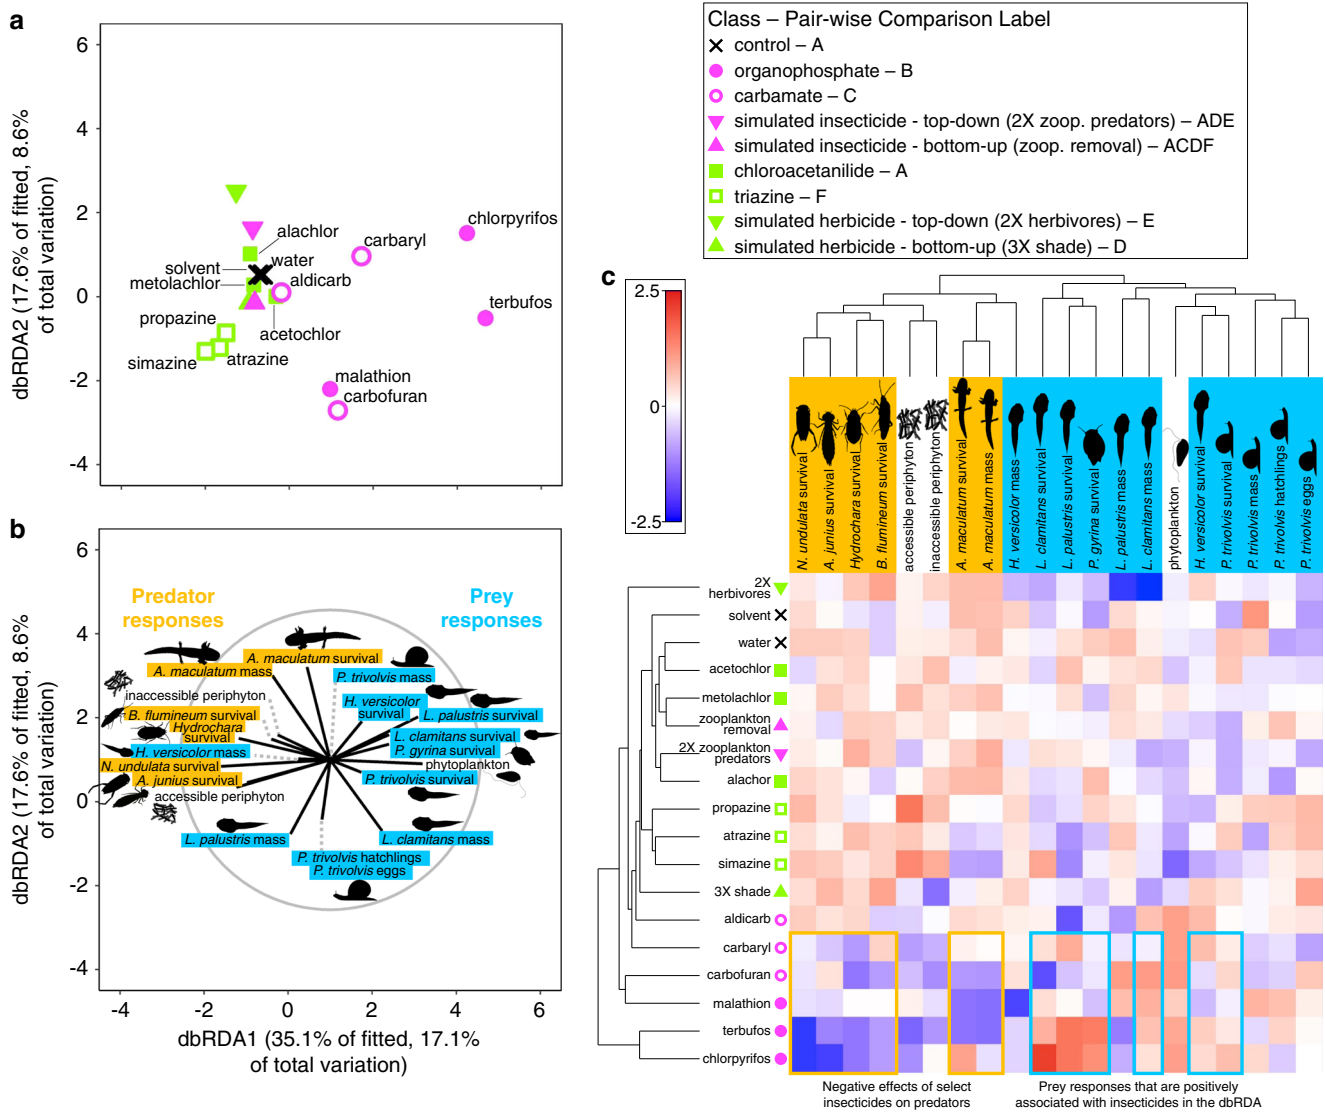 a
6
4
2
0
-2
-4
dbRDA2 (17.6% of fitted, 8.6%
of total variation)
chlorpyrifos
carbaryl
alachlor
solvent
water
metolachlor
aldicarb
terbufos
propazine
acetochlor
simazine
atrazine
malathion
carbofuran
Class – Pair-wise Comparison Label
control – A
organophosphate – B
carbamate – C
simulated insecticide - top-down (2X zoop. predators) – ADE
simulated insecticide - bottom-up (zoop. removal) – ACDF
chloroacetanilide – A
triazine – F
simulated herbicide - top-down (2X herbivores) – E
simulated herbicide - bottom-up (3X shade) – D
b
6
4
2
0
-2
-4
dbRDA2 (17.6% of fitted, 8.6%
of total variation)
Predator
responses
Prey
responses
A. maculatum survival
A. maculatum mass
P. trivolvis mass
inaccessible periphyton
H. versicolor
survival
B. flumineum survival
L. palustris survival
Hydrochara
survival
L. clamitans survival
H. versicolor mass
P. gyrina survival
N. undulata survival
phytoplankton
A. junius survival
P. trivolvis survival
accessible periphyton
L. palustris mass
L. clamitans mass
P. trivolvis hatchlings
P. trivolvis eggs
-4
-2
0
2
4
6
dbRDA1 (35.1% of fitted, 17.1%
of total variation)
c
2.5
0
-2.5
N. undulata survival
A. junius survival
Hydrochara survival
B. flumineum survival
accessible periphyton
inaccessible periphyton
A. maculatum survival
A. maculatum mass
H. versicolor mass
L. clamitans survival
L. palustris survival
P. gyrina survival
L. palustris mass
L. clamitans mass
phytoplankton
H. versicolor survival
P. trivolvis survival
P. trivolvis mass
P. trivolvis hatchlings
P. trivolvis eggs
2X
herbivores
solvent
water
acetochlor
metolachlor
zooplankton
removal
2X zooplankton
predators
alachor
propazine
atrazine
simazine
3X shade
aldicarb
carbaryl
carbofuran
malathion
terbufos
chlorpyrifos
Negative effects of select
insecticides on predators
Prey responses that are positively
associated with insecticides in the dbRDA